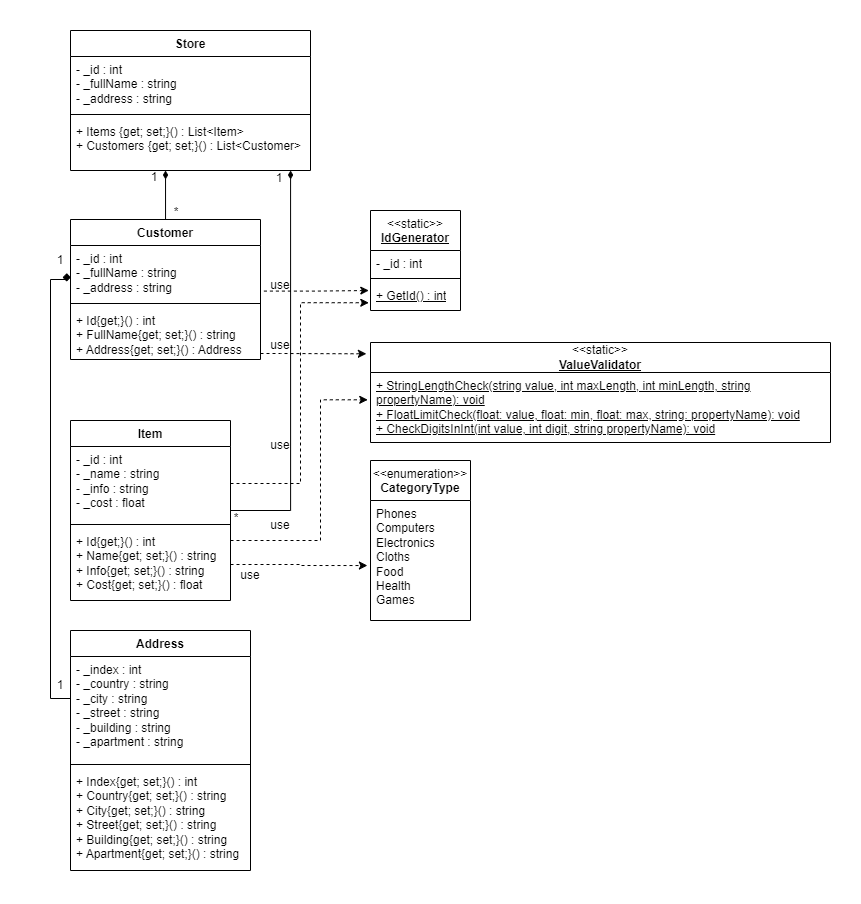 Store
- _id : int
- _fullName : string
- _address : string
+ Items {get; set;}() : List<Item>
+ Customers {get; set;}() : List<Customer>
1
1
*
Customer
- _id : int
- _fullName : string
- _address : string
+ Id{get;}() : int
+ FullName{get; set;}() : string
+ Address{get; set;}() : Address
1
<<static>>
IdGenerator
- _id : int
+ GetId() : int
use
use
<<static>>
ValueValidator
+ StringLengthCheck(string value, int maxLength, int minLength, string
propertyName): void
+ FloatLimitCheck(float: value, float: min, float: max, string: propertyName): void
+ CheckDigitsInInt(int value, int digit, string propertyName): void
Item
- _id : int
- _name : string
- _info : string
- _cost : float
+ Id{get;}() : int
+ Name{get; set;}() : string
+ Info{get; set;}() : string
+ Cost{get; set;}() : float
use
*
use
use
<<enumeration>>
CategoryType
Phones
Computers
Electronics
Cloths
Food
Health
Games
Address
- _index : int
- _country : string
- _city : string
- _street : string
- _building : string
- _apartment : string
+ Index{get; set;}() : int
+ Country{get; set;}() : string
+ City{get; set;}() : string
+ Street{get; set;}() : string
+ Building{get; set;}() : string
+ Apartment{get; set;}() : string
1